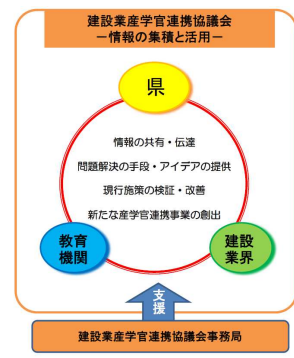 建設業産学官連携協議会
－情報の集積と活用－
県
情報の共有・伝達
問題解決の手段・アイデアの提供
現行施策の検証・改善
新たな産学官連携事業の創出
教育
機関
建設
業界
支
援
建設業産学官連携協議会事務局